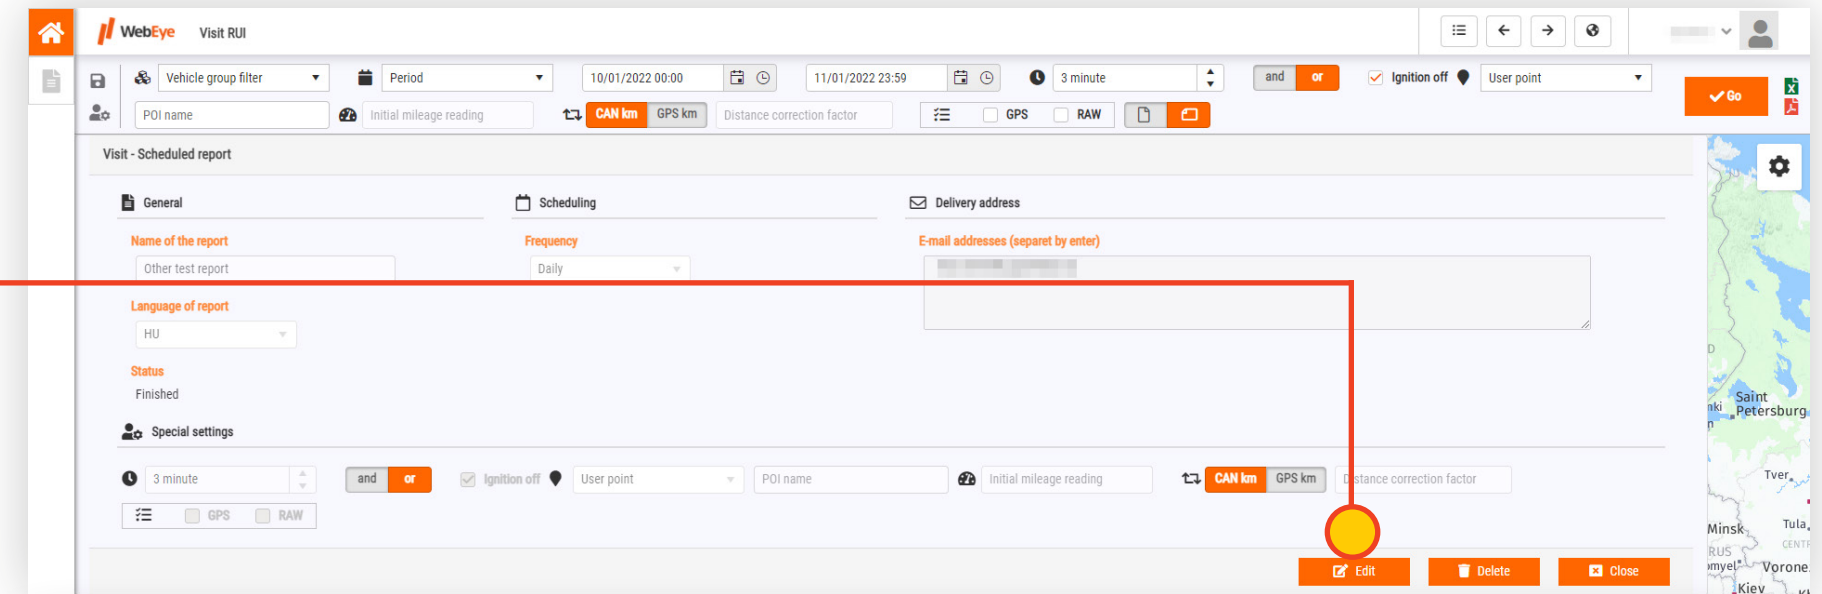 WebEye Visit RUI
Vehicle group filter Period 10/01/2022 00:00 11/01/2022 23:59 3 minute and or Ignition off User point
Go
POI name Initial mileage reading CAN km GPS km Distance correction factor GPS RAW
Visit - Scheduled report
General Scheduling Delivery address
Name of the report Frequency E-mail addresses (separet by enter)
Other test report Daily
Language of report
HU
Status
Finished
Special settings
3 minute and or Ignition off User point POI name Initial mileage reading CAN km GPS km stance correction factor
GPS RAW
Edit Delete Close
D
Saint
nki Petersburg
n
Tver
Minsk Tula
RUS CENTR
omyel Vorone
Kiev